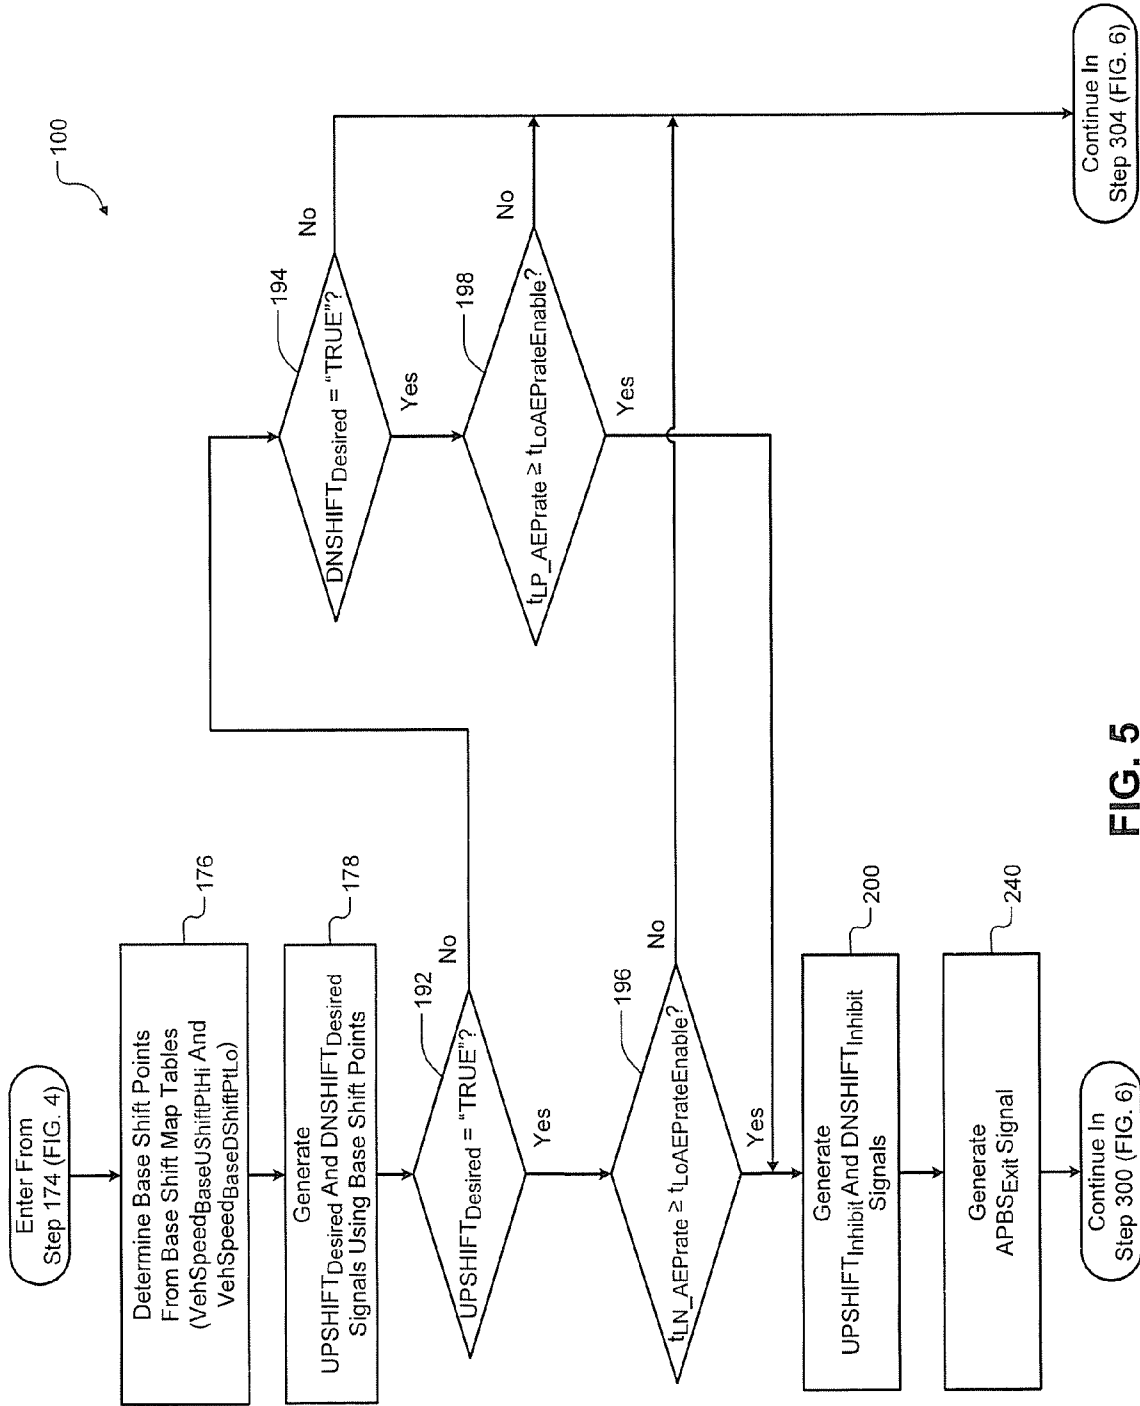 100
Enter From
Step 174 (FIG. 4)
176
Determine Base Shift Points
From Base Shift Map Tables
(VehSpeedBaseUShiftPtHi And
VehSpeedBaseDShiftPtLo)
178
Generate
UPSHIFTDesired And DNSHIFTDesired
Signals Using Base Shift Points
192
UPSHIFTDesired = “TRUE”?
No
Yes
194
DNSHIFTDesired = “TRUE”?
No
Yes
196
tLN_AEPrate ≥ tLoAEPrateEnable?
No
Yes
198
tLP_AEPrate ≥ tLoAEPrateEnable?
No
Yes
200
Generate
UPSHIFTInhibit And DNSHIFTInhibit
Signals
240
Generate
APBSExit Signal
Continue In
Step 300 (FIG. 6)
Continue In
Step 304 (FIG. 6)
FIG. 5